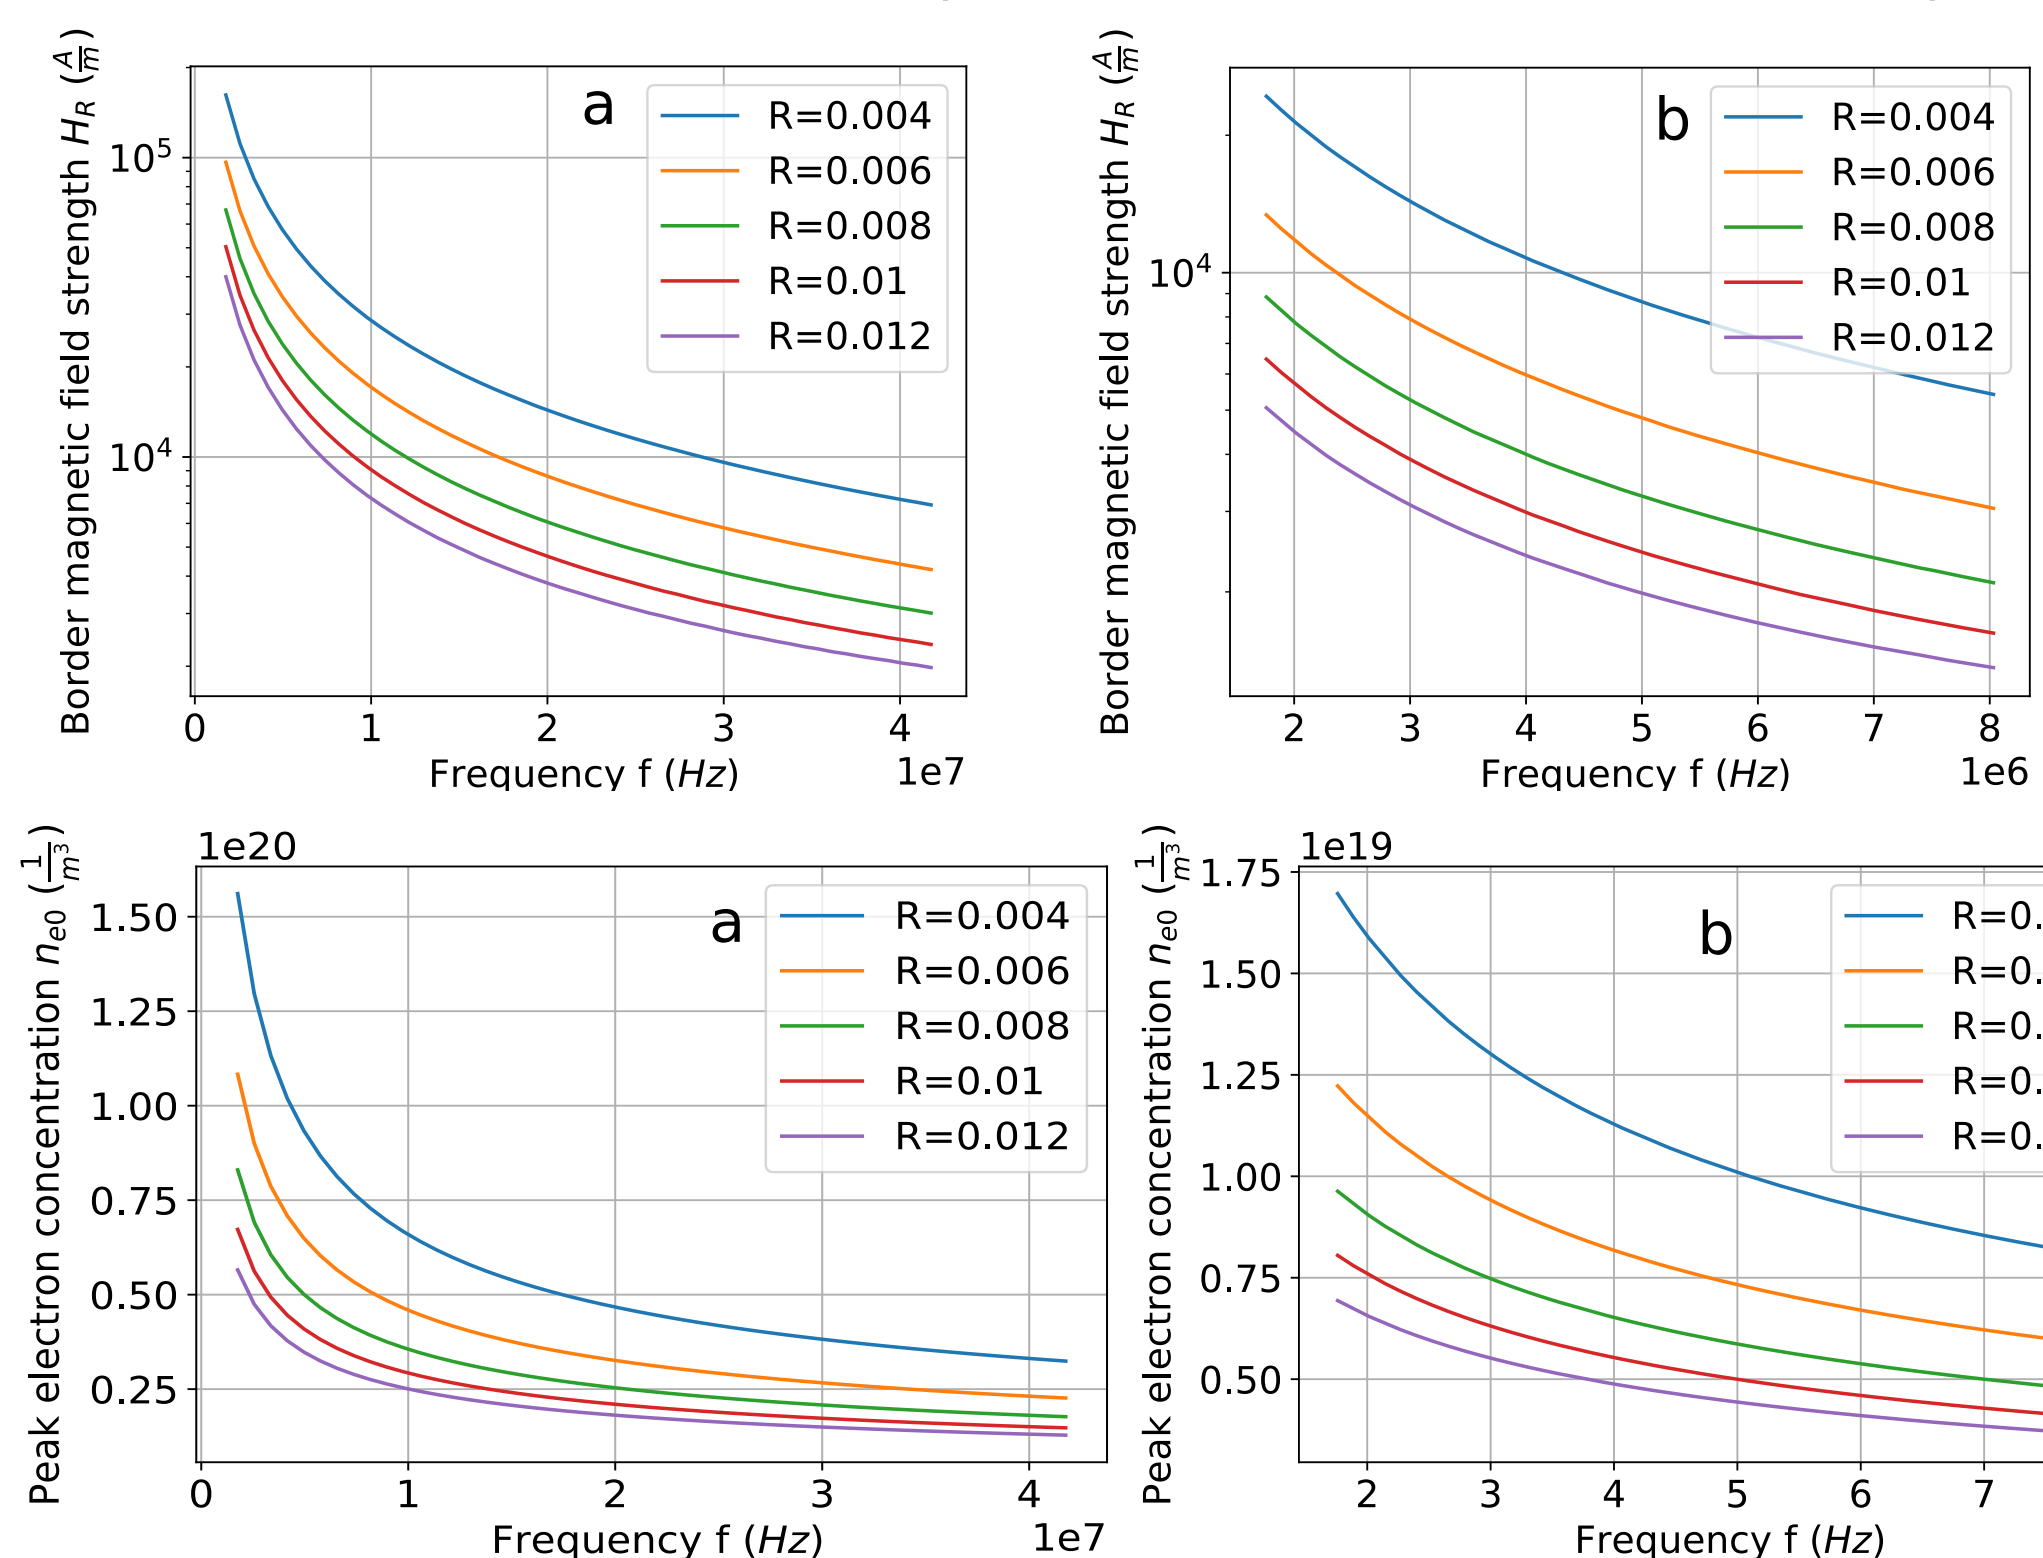 Border magnetic field strength H_R (A/m)
10^5
10^4
a
R=0.004
R=0.006
R=0.008
R=0.01
R=0.012
0 1 2 3 4
Frequency f (Hz)
1e7
Border magnetic field strength H_R (A/m)
10^4
b
R=0.004
R=0.006
R=0.008
R=0.01
R=0.012
2 3 4 5 6 7 8
Frequency f (Hz)
1e6
Peak electron concentration n_e0 (1/m^3)
1e20
1.50
1.25
1.00
0.75
0.50
0.25
a
R=0.004
R=0.006
R=0.008
R=0.01
R=0.012
0 1 2 3 4
Frequency f (Hz)
1e7
Peak electron concentration n_e0 (1/m^3)
1e19
1.75
1.50
1.25
1.00
0.75
0.50
b
R=0.
R=0.
R=0.
R=0.
R=0.
2 3 4 5 6 7
Frequency f (Hz)